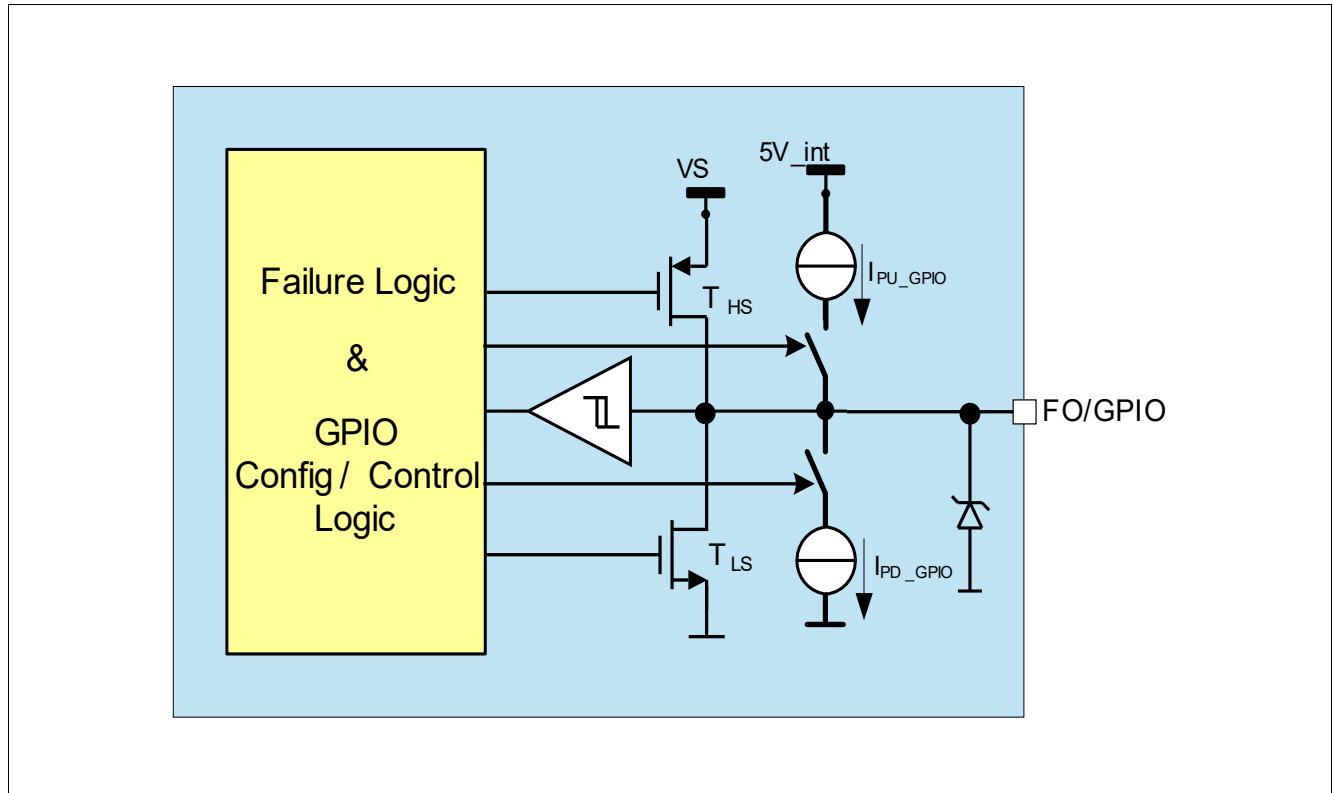 Failure Logic
&
GPIO
Config / Control
Logic
VS
5V_int
T HS
I PU_GPIO
FO/GPIO
T LS
I PD_GPIO